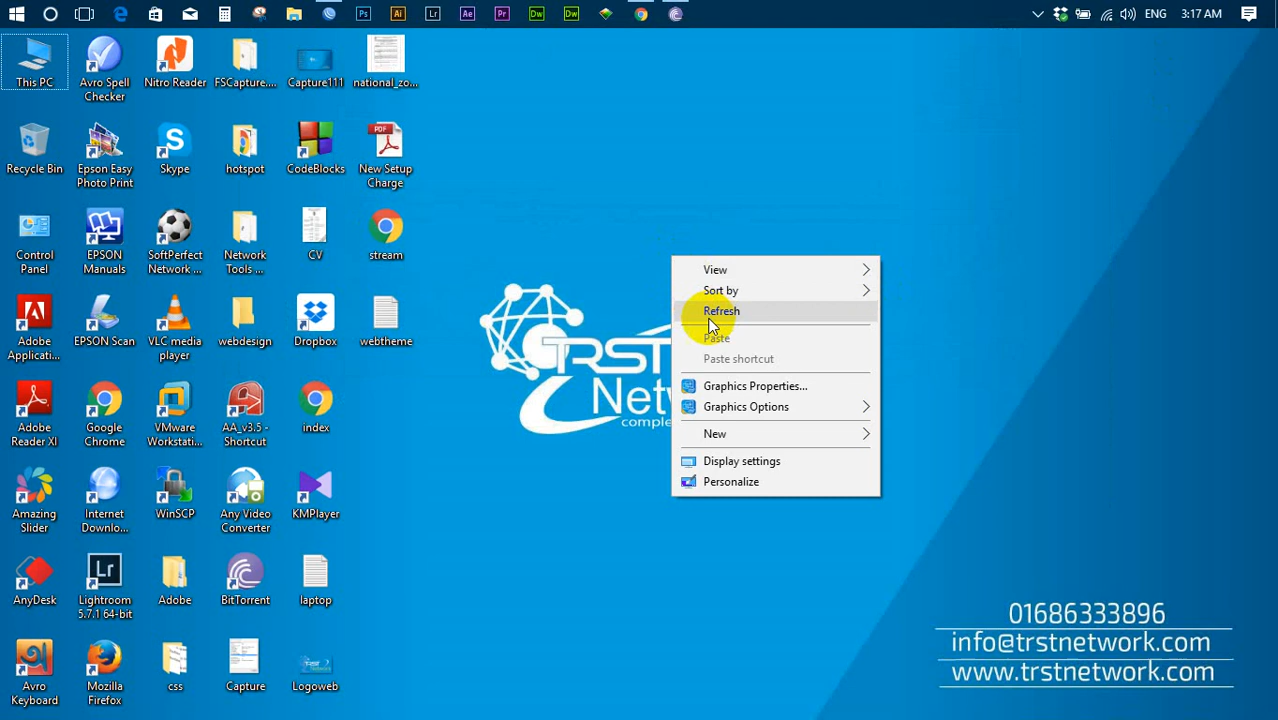 ENG
3:17 AM
This PC
Avro Spell
Checker
Nitro Reader
FSCapture....
Capture111
national_zo...
Recycle Bin
Epson Easy
Photo Print
Skype
hotspot
CodeBlocks
New Setup
Charge
Control
Panel
EPSON
Manuals
SoftPerfect
Network ...
Network
Tools ...
CV
stream
Adobe
Applicati...
EPSON Scan
VLC media
player
webdesign
Dropbox
webtheme
Adobe
Reader XI
Google
Chrome
VMware
Workstati...
AA_v3.5 -
Shortcut
index
Amazing
Slider
Internet
Downlo...
WinSCP
Any Video
Converter
KMPlayer
AnyDesk
Lightroom
5.7.1 64-bit
Adobe
BitTorrent
laptop
Avro
Keyboard
Mozilla
Firefox
css
Capture
Logoweb
View
Sort by
Refresh
Paste
Paste shortcut
Graphics Properties...
Graphics Options
New
Display settings
Personalize
TRST
Netw
comple
01686333896
info@trstnetwork.com
www.trstnetwork.com